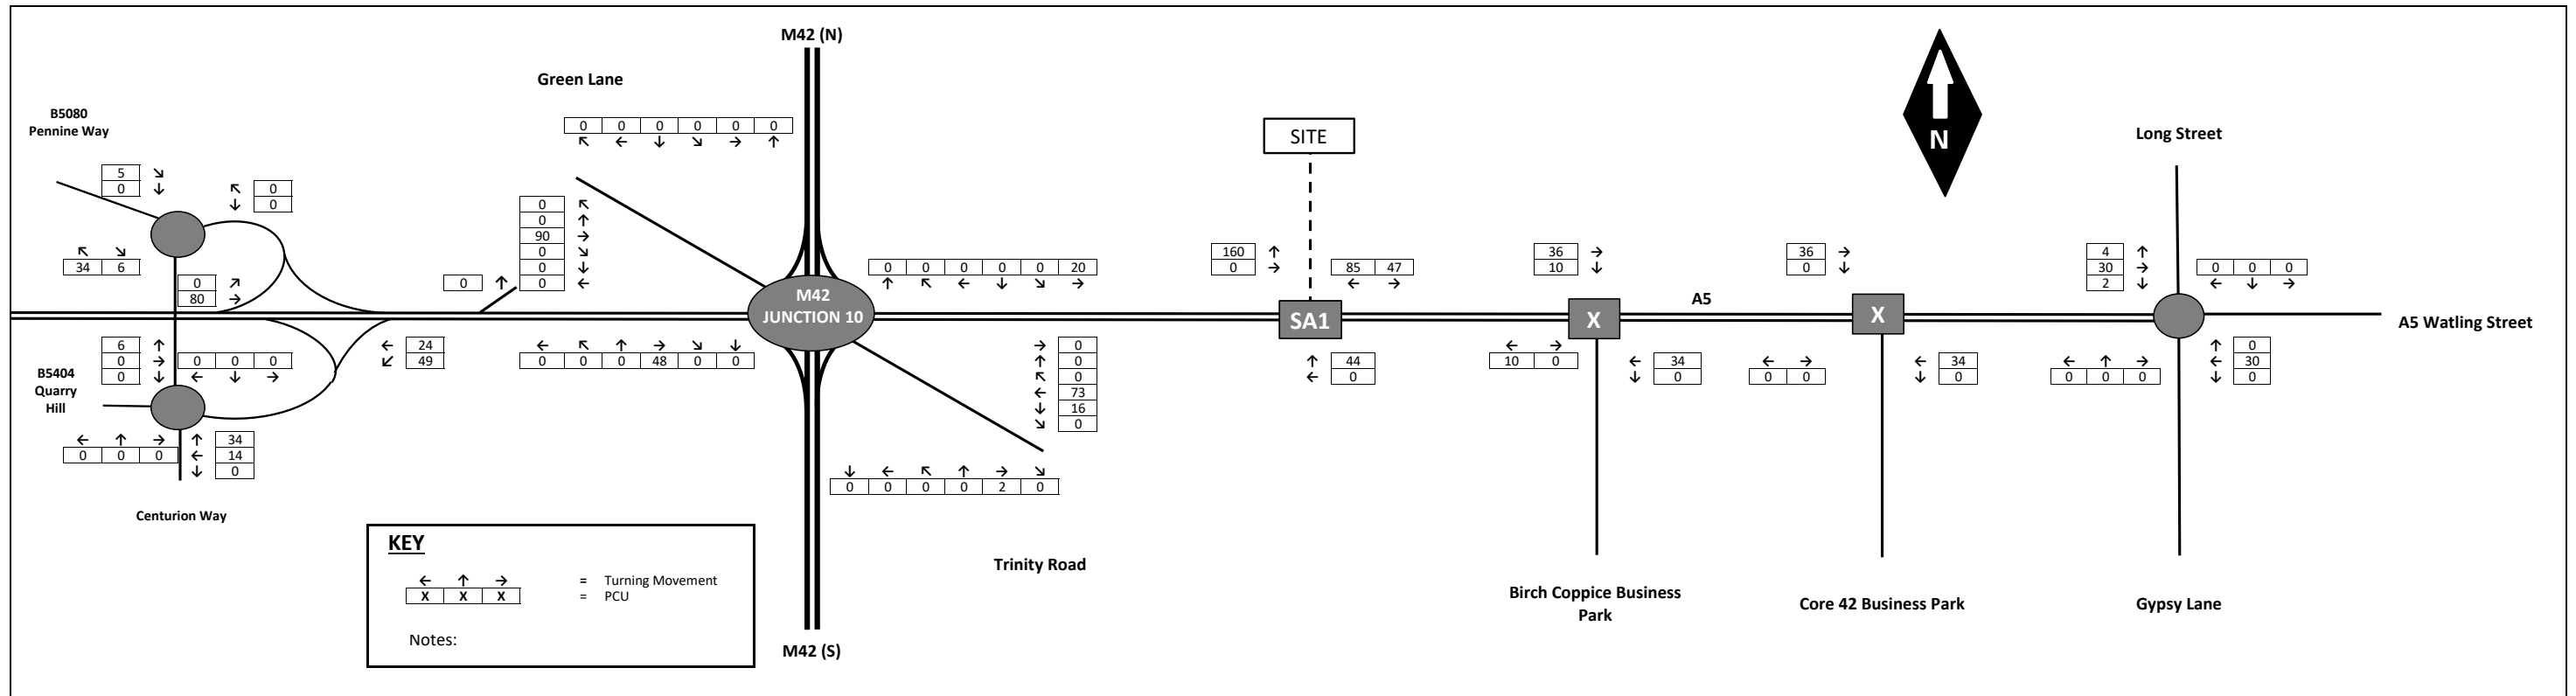 M42 (N)
Green Lane
0 0 0 0 0 0
↖ ← ↓ ↘ → ↑
B5080
Pennine Way
5 ↘
0 ↓
↖ 0
↓ 0
↖ ↘
34 6
0 ↗
80 →
0 ↑
0 ↖
0 ↑
90 →
0 ↘
0 ↓
0 ←
M42
JUNCTION 10
0 0 0 0 0 20
↑ ↖ ← ↓ ↘ →
SITE
160 ↑
0 →
85 47
← →
SA1
36 →
10 ↓
X
A5
36 →
0 ↓
X
N
Long Street
4 ↑
30 →
2 ↓
0 0 0
← ↓ →
A5 Watling Street
B5404
Quarry
Hill
6 ↑
0 →
0 ↓
0 0 0
← ↓ →
← 24
↙ 49
← ↖ ↑ → ↘ ↓
0 0 0 48 0 0
→ 0
↑ 0
↖ 0
← 73
↓ 16
↘ 0
↑ 44
← 0
← →
10 0
← 34
↓ 0
← →
0 0
← 34
↓ 0
← ↑ →
0 0 0
↑ 0
← 30
↓ 0
← ↑ →
0 0 0
↑ 34
← 14
↓ 0
Centurion Way
↓ ← ↖ ↑ → ↘
0 0 0 0 2 0
Trinity Road
M42 (S)
Birch Coppice Business
Park
Core 42 Business Park
Gypsy Lane
KEY
← ↑ → = Turning Movement
X X X = PCU
Notes: